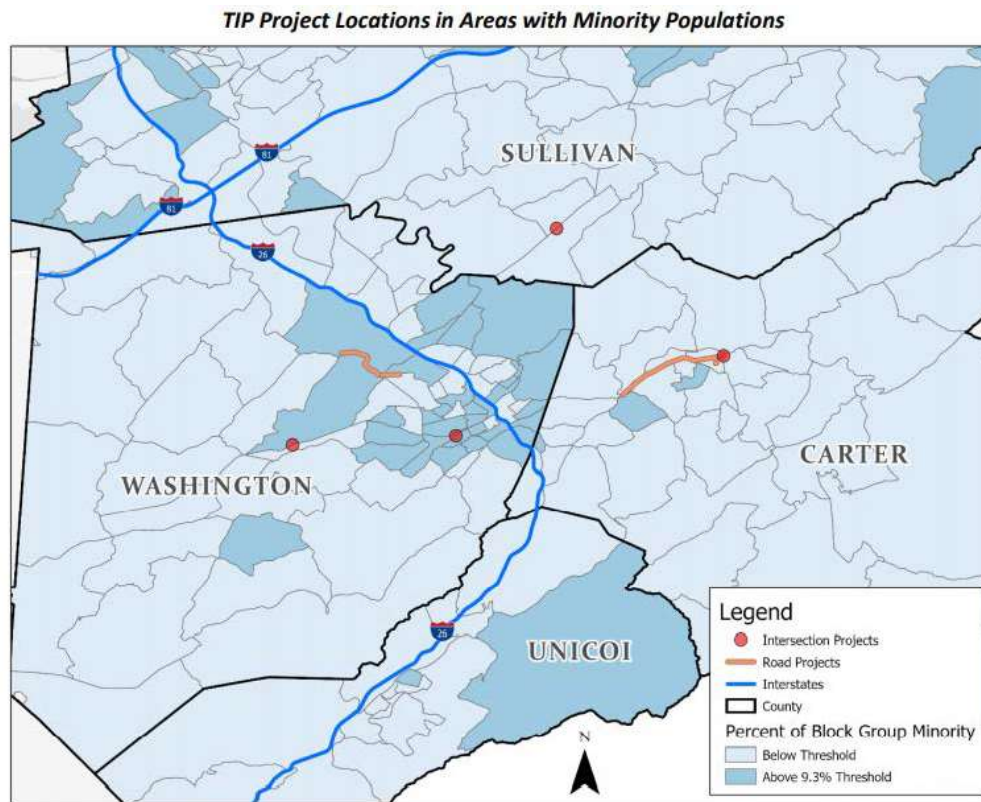 TIP Project Locations in Areas with Minority Populations
81
SULLIVAN
81
26
CARTER
WASHINGTON
26
UNICOI
Legend
Intersection Projects
Road Projects
Interstates
County
Percent of Block Group Minority
Below Threshold
Above 9.3% Threshold
N